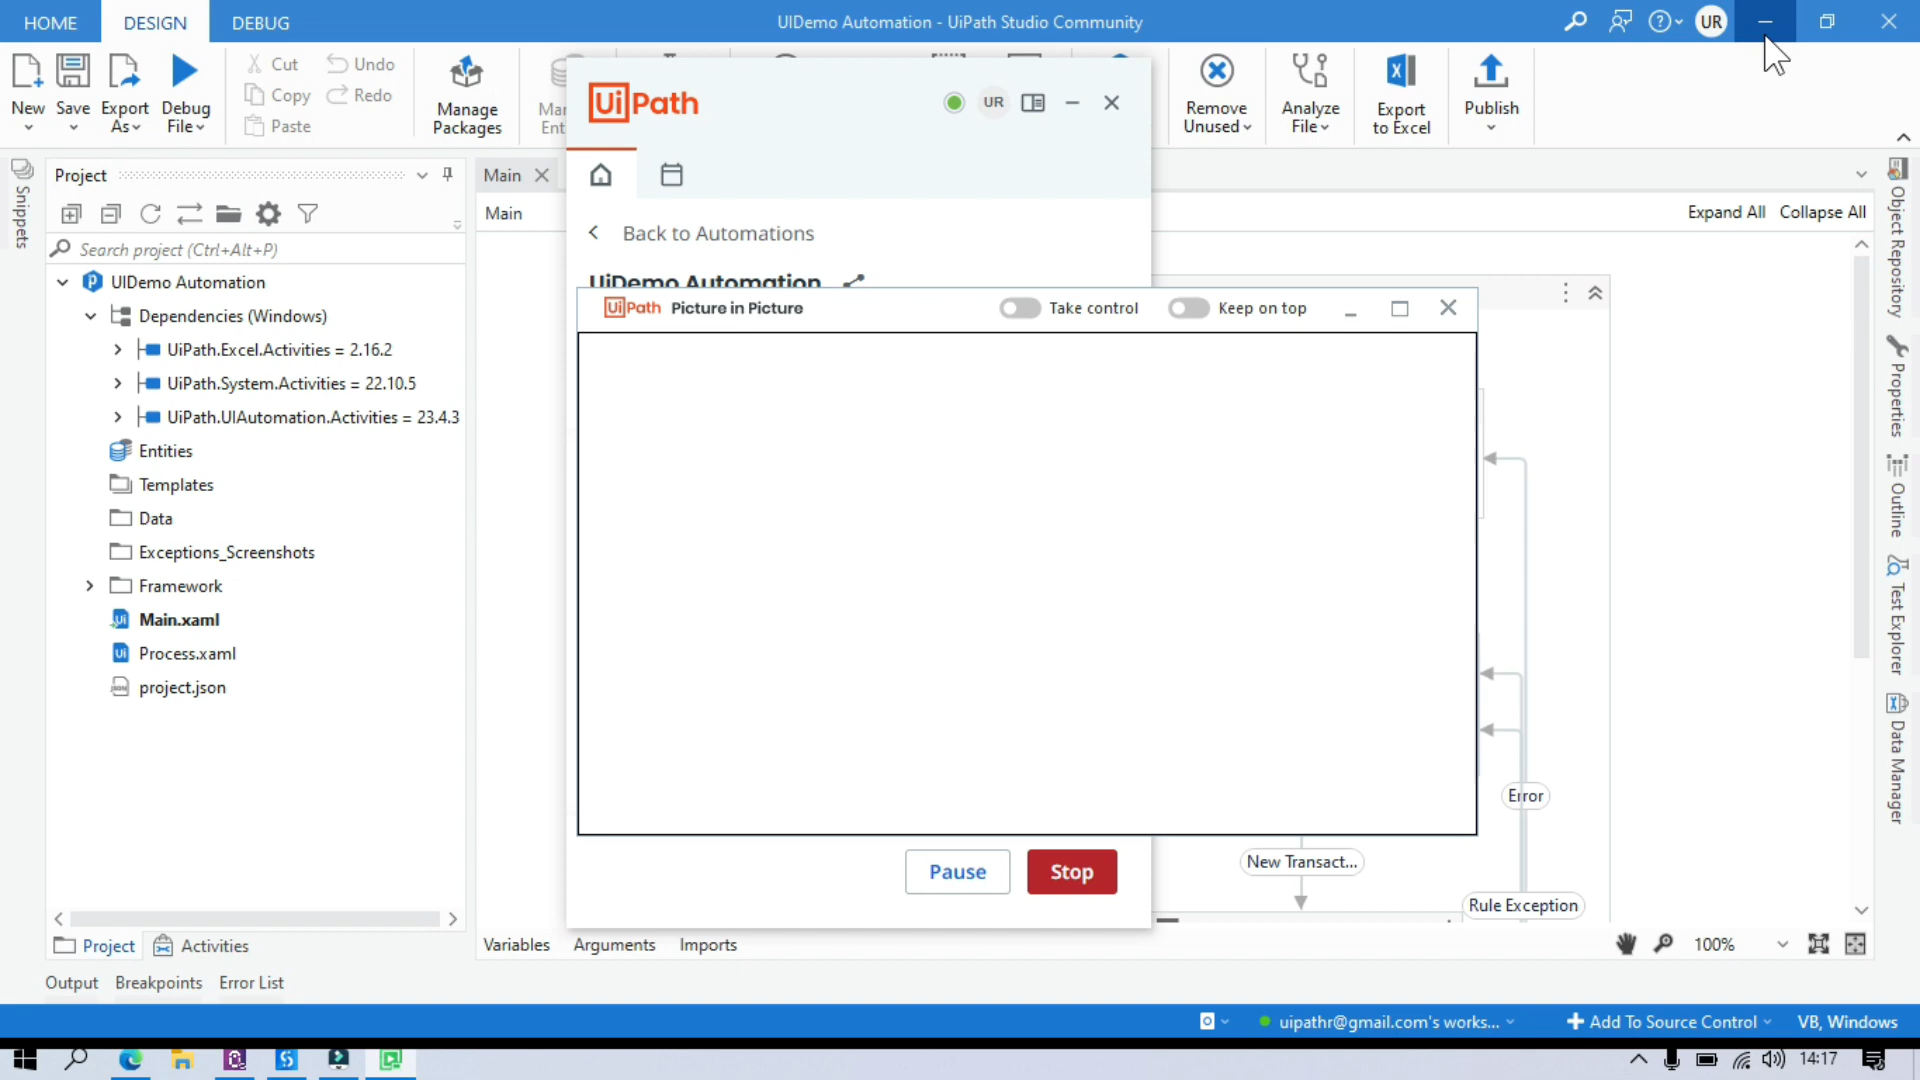 HOME DESIGN DEBUG UIDemo Automation - UiPath Studio Community UR
New Save Export As Debug File Cut Copy Paste Undo Redo Manage Packages Remove Unused Analyze File Export to Excel Publish
UiPath UR
Snippets
Project
Search project (Ctrl+Alt+P)
UIDemo Automation
Dependencies (Windows)
UiPath.Excel.Activities = 2.16.2
UiPath.System.Activities = 22.10.5
UiPath.UIAutomation.Activities = 23.4.3
Entities
Templates
Data
Exceptions_Screenshots
Framework
Main.xaml
Process.xaml
project.json
Project Activities
Output Breakpoints Error List
Main
Main
Expand All Collapse All
Back to Automations
UiDemo Automation
UiPath Picture in Picture Take control Keep on top
Pause Stop
Error
New Transact...
Rule Exception
Variables Arguments Imports
100%
Object Repository
Properties
Outline
Test Explorer
Data Manager
uipathr@gmail.com's works... Add To Source Control VB, Windows
14:17